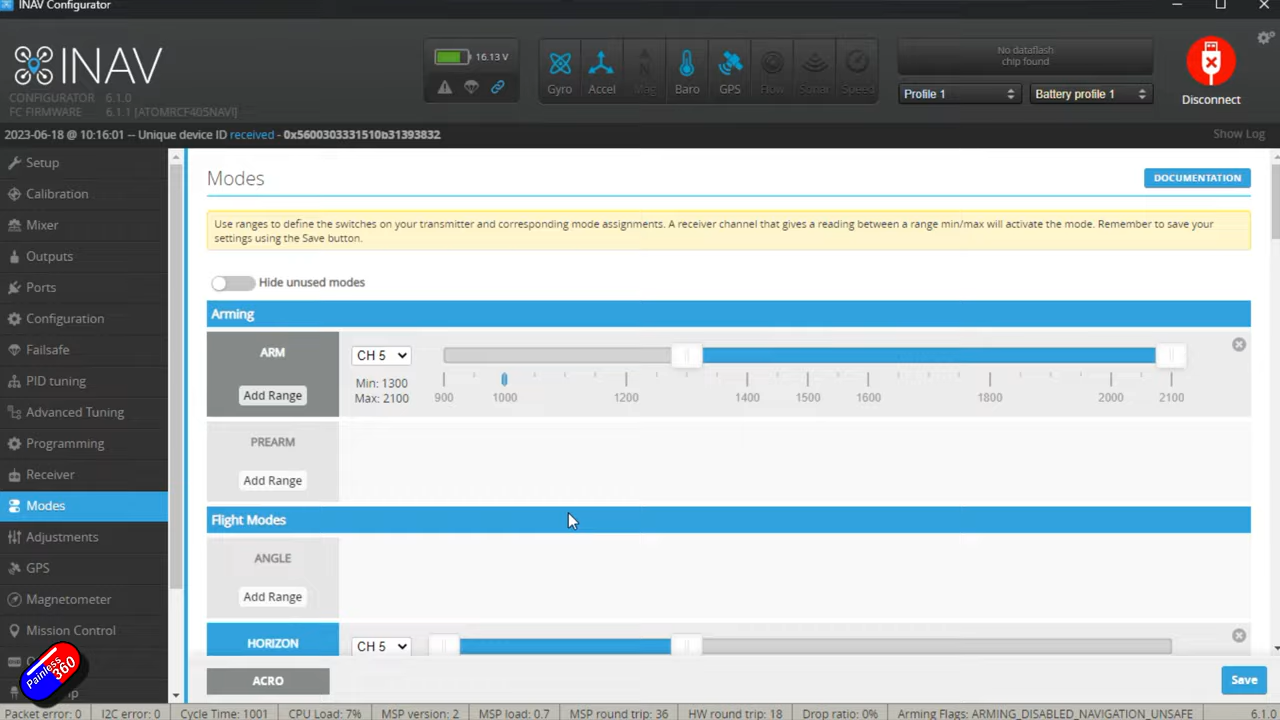 INAV Configurator
INAV
CONFIGURATOR 6.1.0
FC FIRMWARE 6.1.1 [ATOMRCF405NAVI]
16.13 V
Gyro
Accel
Mag
Baro
GPS
Flow
Sonar
Speed
No dataflash
chip found
Profile 1
Battery profile 1
Disconnect
2023-06-18 @ 10:16:01 -- Unique device ID received - 0x5600303331510b31393832
Show Log
Setup
Calibration
Mixer
Outputs
Ports
Configuration
Failsafe
PID tuning
Advanced Tuning
Programming
Receiver
Modes
Adjustments
GPS
Magnetometer
Mission Control
Painless360
Modes
DOCUMENTATION
Use ranges to define the switches on your transmitter and corresponding mode assignments. A receiver channel that gives a reading between a range min/max will activate the mode. Remember to save your
settings using the Save button.
Hide unused modes
Arming
ARM
Add Range
CH 5
Min: 1300
Max: 2100
900 1000 1200 1400 1500 1600 1800 2000 2100
PREARM
Add Range
Flight Modes
ANGLE
Add Range
HORIZON
CH 5
ACRO
Save
Packet error: 0 I2C error: 0 Cycle Time: 1001 CPU Load: 7% MSP version: 2 MSP load: 0.7 MSP round trip: 36 HW round trip: 18 Drop ratio: 0% Arming Flags: ARMING_DISABLED_NAVIGATION_UNSAFE 6.1.0